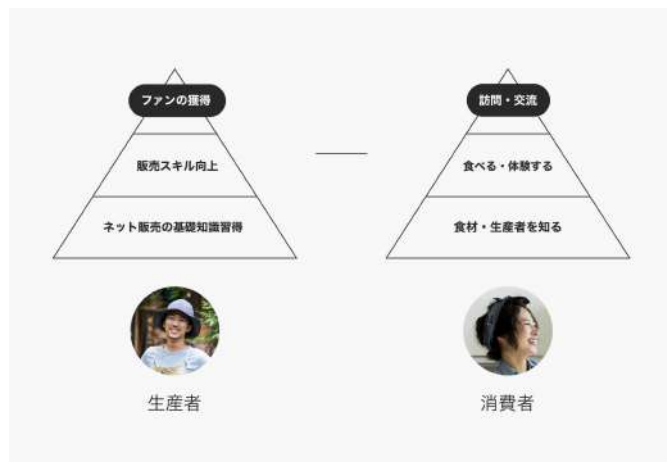 ファンの獲得
販売スキル向上
ネット販売の基礎知識習得
生産者
訪問・交流
食べる・体験する
食材・生産者を知る
消費者